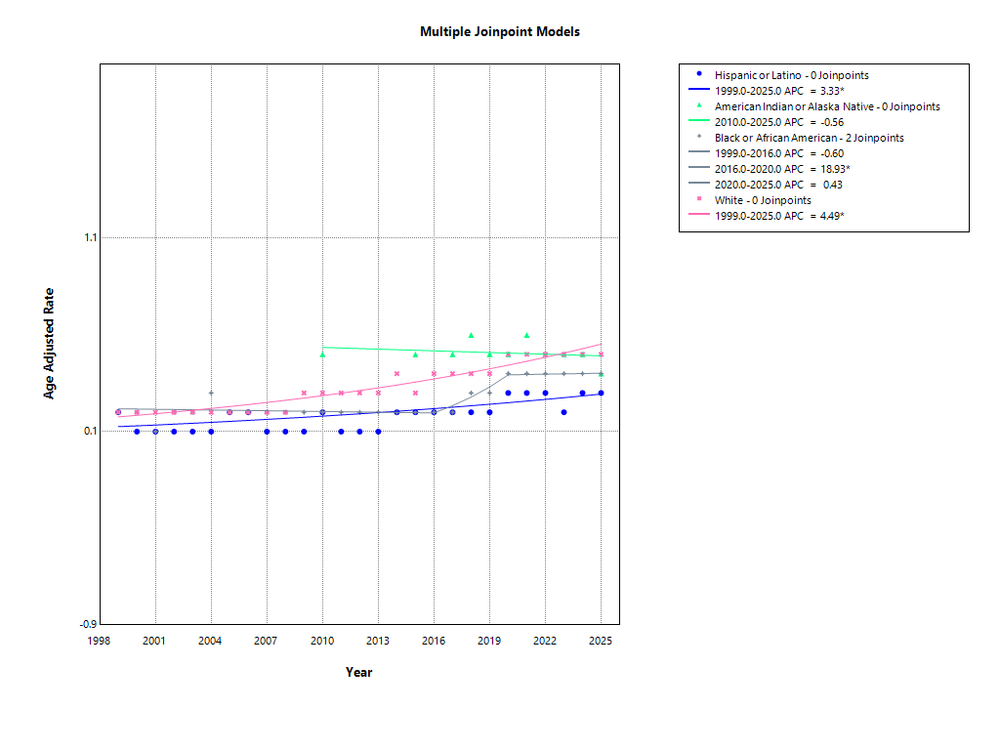 Multiple Joinpoint Models
Hispanic or Latino - 0 Joinpoints
1999.0-2025.0 APC = 3.33*
American Indian or Alaska Native - 0 Joinpoints
2010.0-2025.0 APC = -0.56
Black or African American - 2 Joinpoints
1999.0-2016.0 APC = -0.60
2016.0-2020.0 APC = 18.93*
2020.0-2025.0 APC = 0.43
White - 0 Joinpoints
1999.0-2025.0 APC = 4.49*
Age Adjusted Rate
1.1
0.1
-0.9
1998 2001 2004 2007 2010 2013 2016 2019 2022 2025
Year